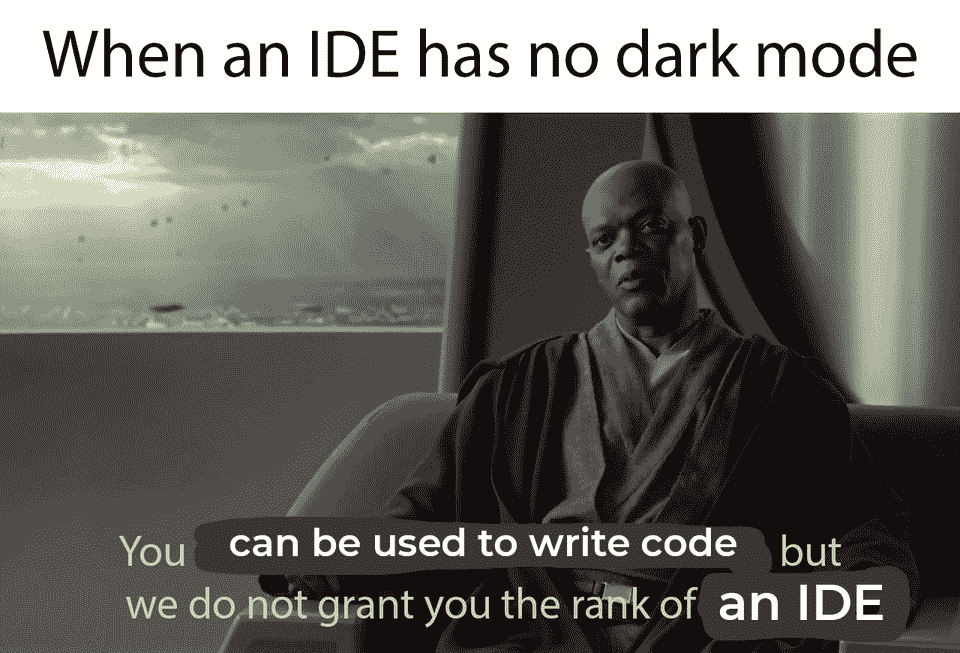 When an IDE has no dark mode
You can be used to write code but
we do not grant you the rank of an IDE